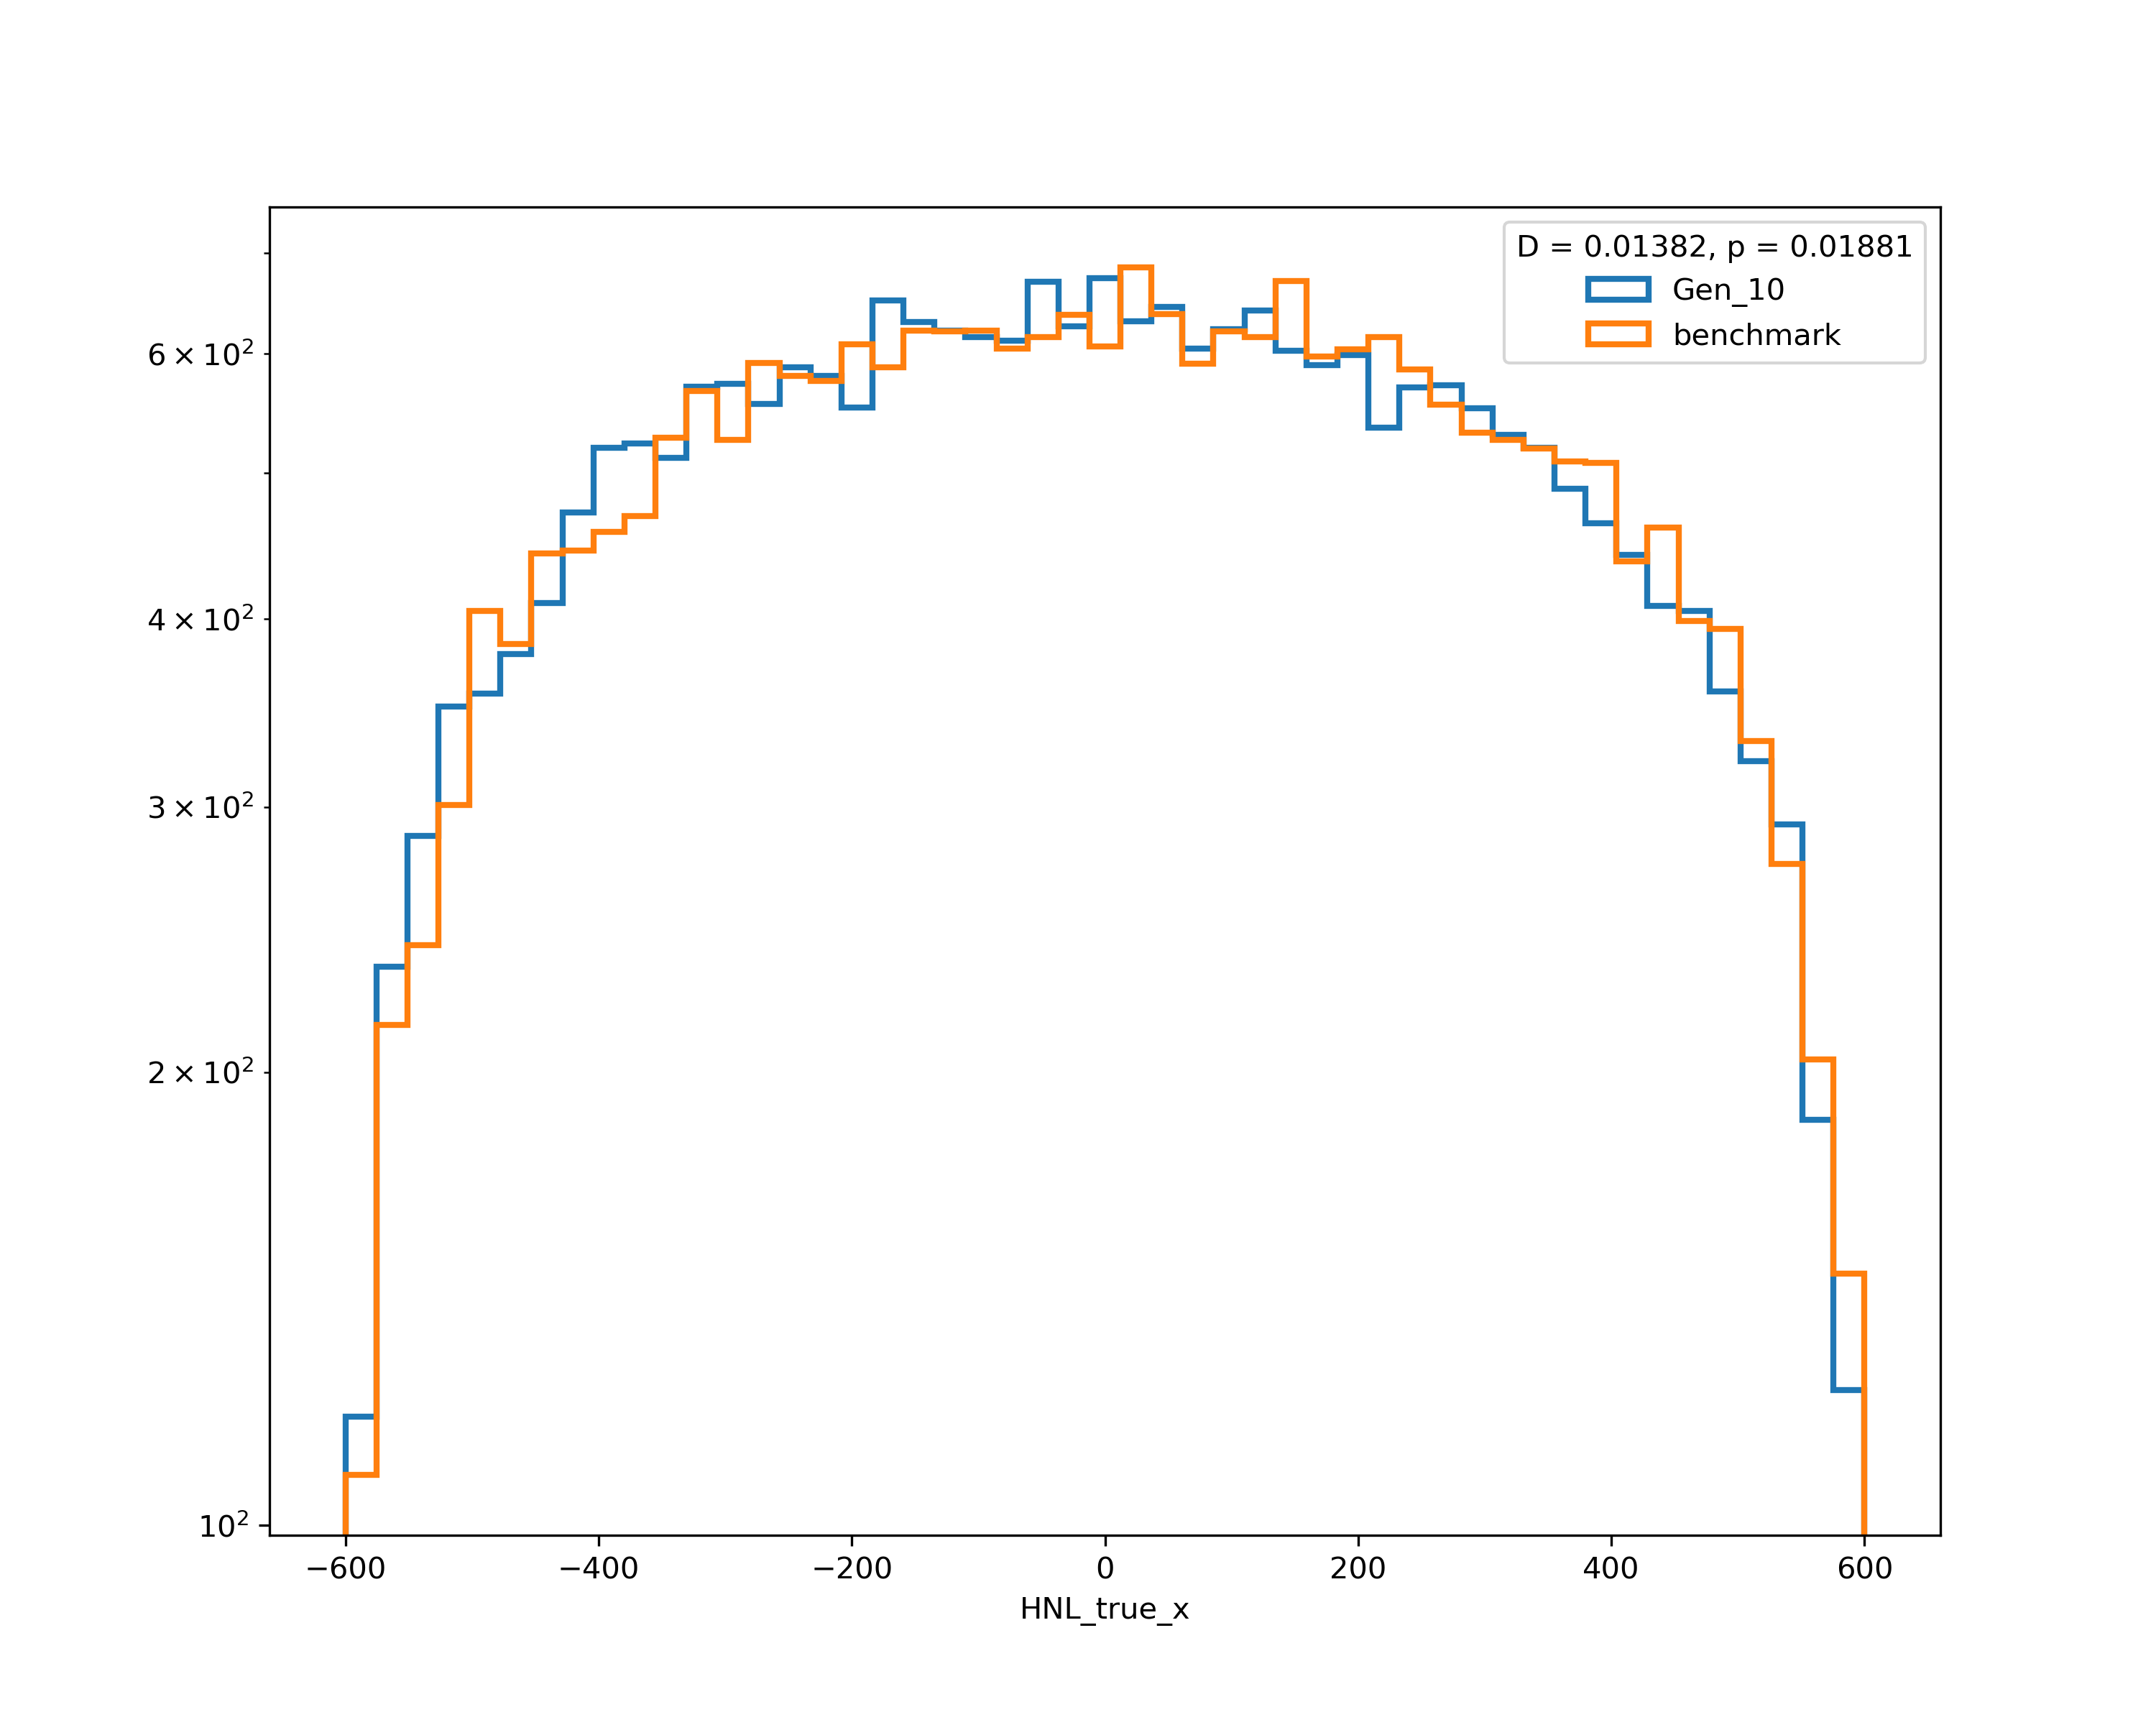 D = 0.01382, p = 0.01881
Gen_10
benchmark
6 × 10²
4 × 10²
3 × 10²
2 × 10²
10²
−600 −400 −200 0 200 400 600
HNL_true_x